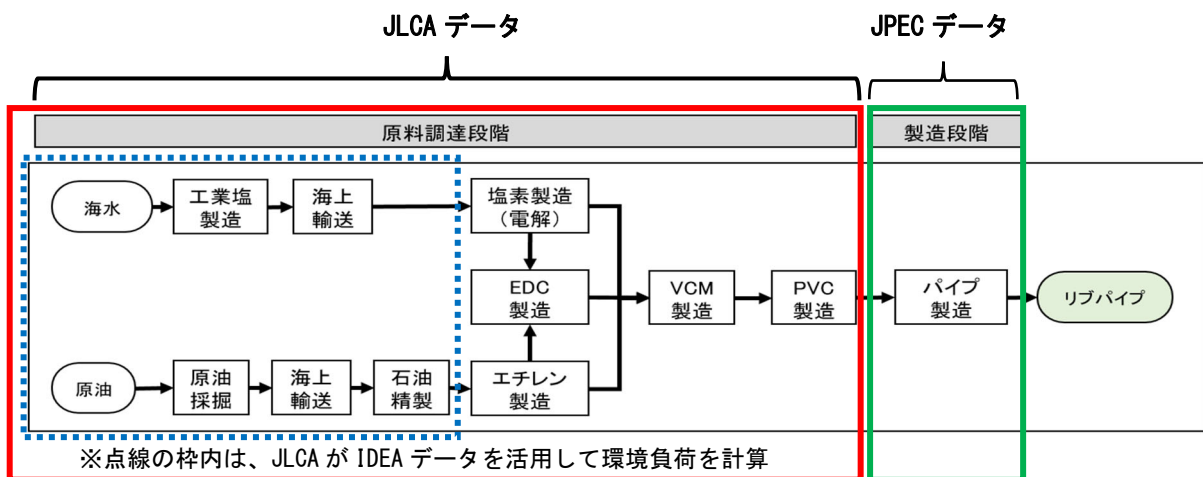 JLCA データ
JPEC データ
原料調達段階
製造段階
海水
工業塩
製造
海上
輸送
塩素製造
（電解）
EDC
製造
VCM
製造
PVC
製造
パイプ
製造
リブパイプ
原油
原油
採掘
海上
輸送
石油
精製
エチレン
製造
※点線の枠内は、JLCA が IDEA データを活用して環境負荷を計算